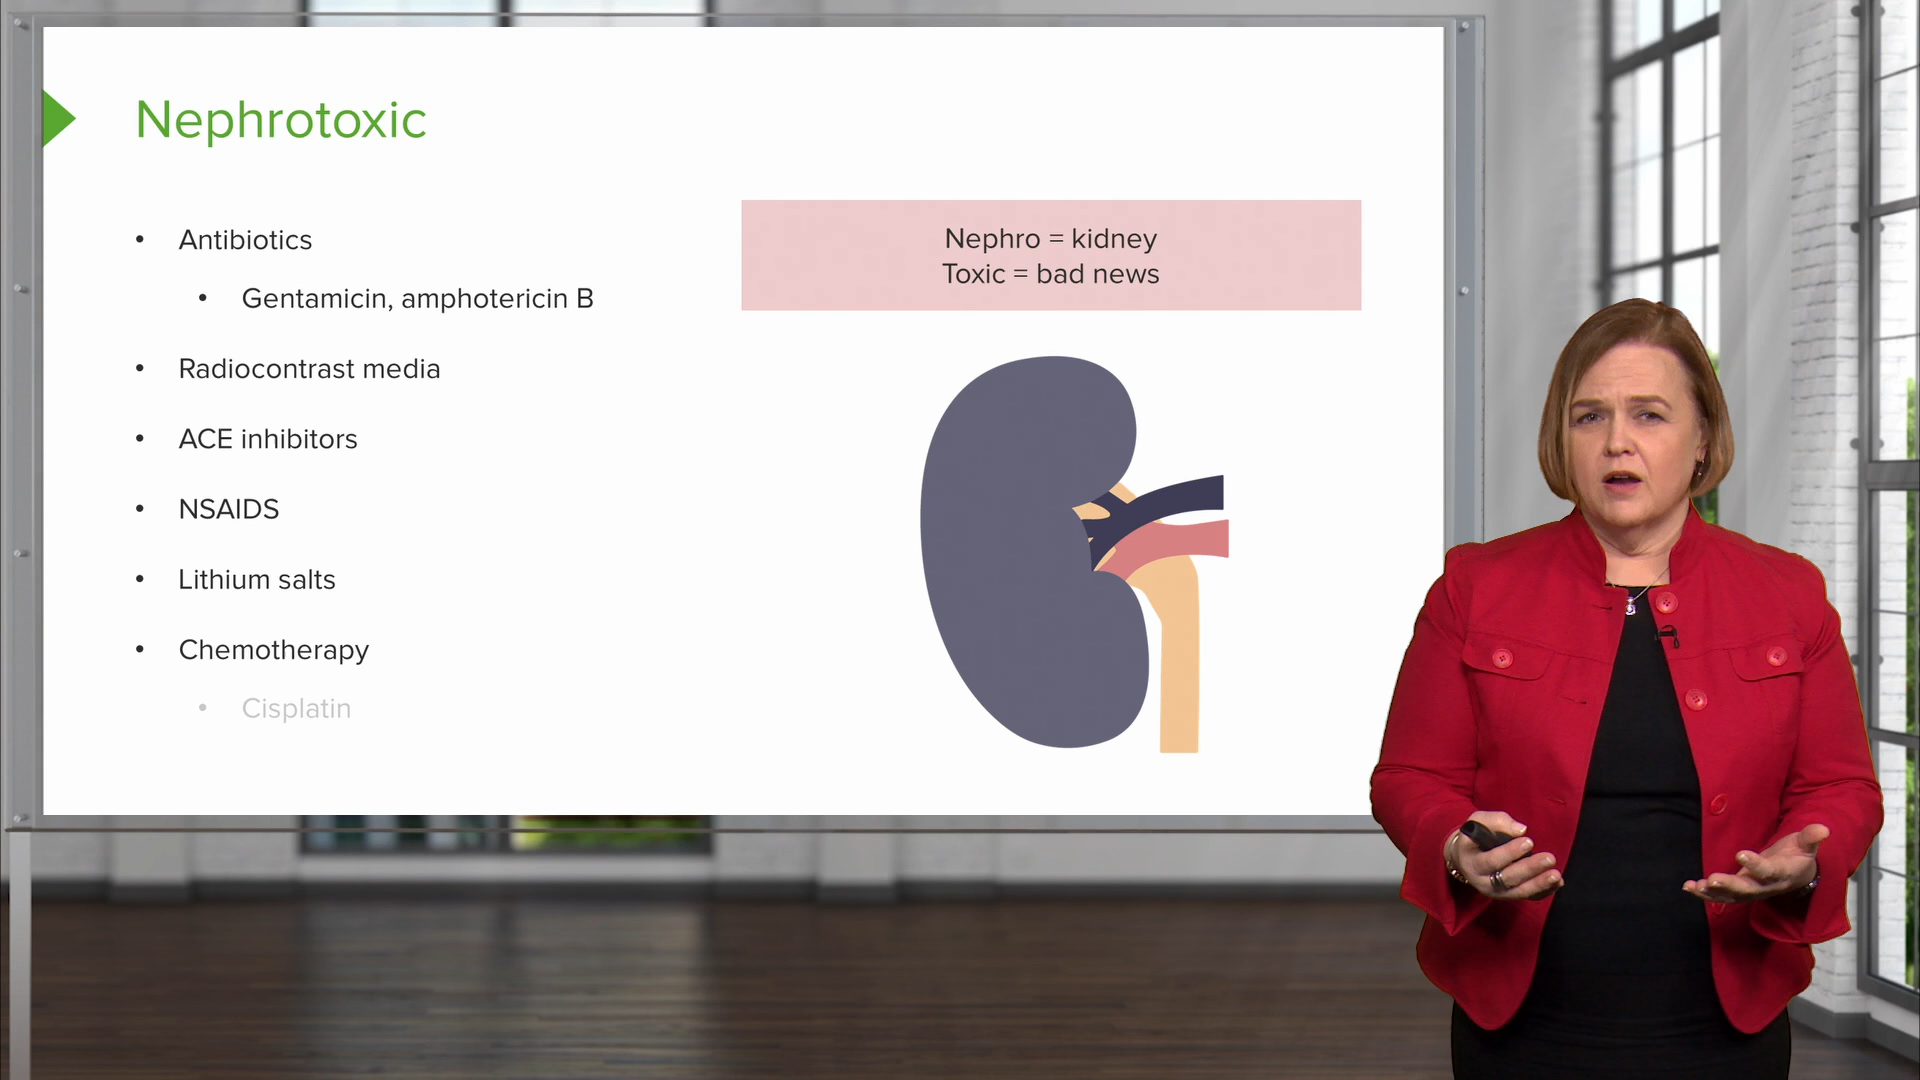 Nephrotoxic
• Antibiotics
• Gentamicin, amphotericin B
• Radiocontrast media
• ACE inhibitors
• NSAIDS
• Lithium salts
• Chemotherapy
• Cisplatin
Nephro = kidney
Toxic = bad news